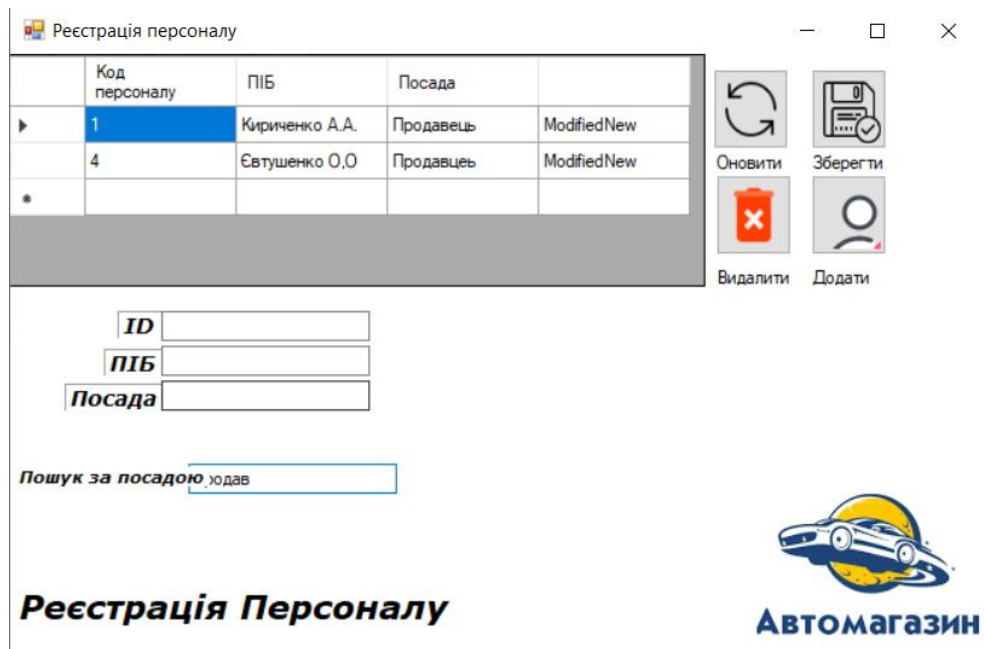 Реєстрація персоналу
Код персоналу ПІБ Посада
1 Кириченко А.А. Продавець ModifiedNew
4 Євтушенко О,О Продавцеь ModifiedNew
Оновити Зберегти
Видалити Додати
ID
ПІБ
Посада
Пошук за посадою
Реєстрація Персоналу
Автомагазин